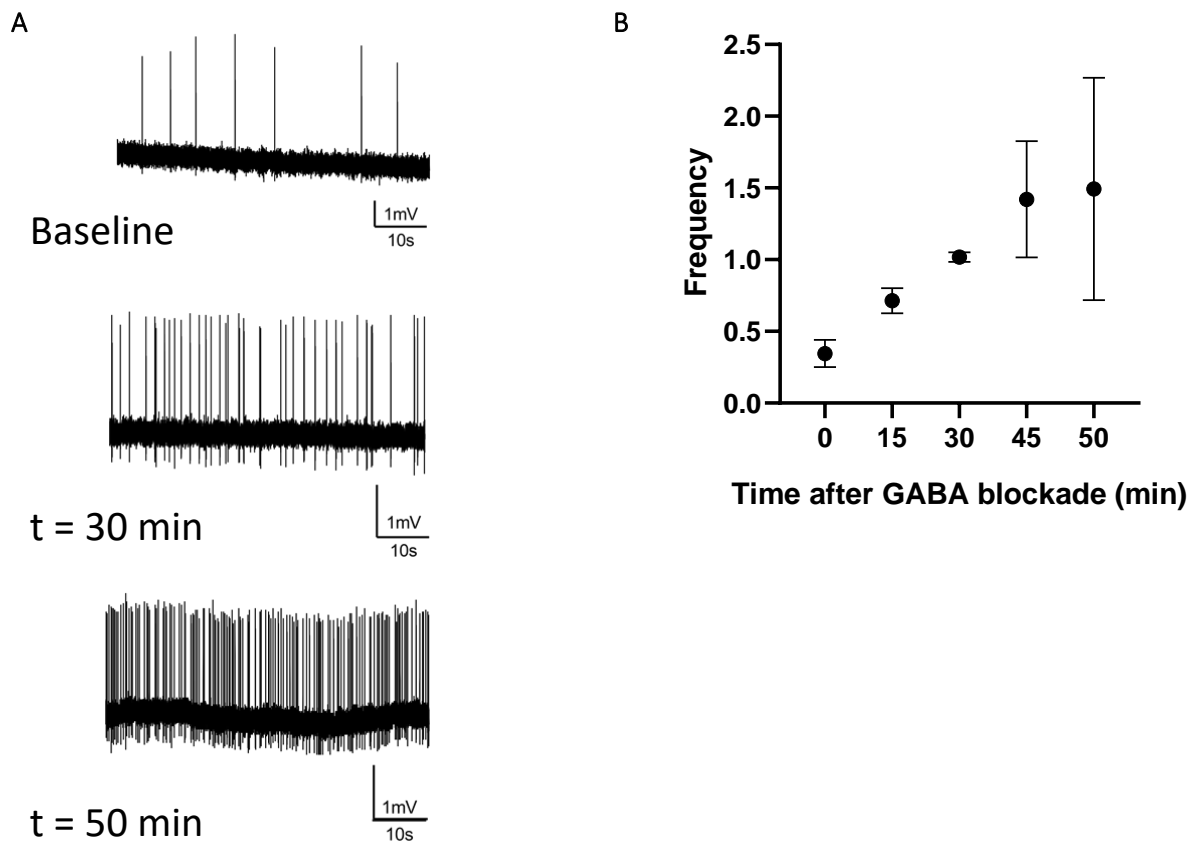 A
1mV
10s
Baseline
1mV
10s
t = 30 min
1mV
10s
t = 50 min
B
2.5
2.0
1.5
1.0
0.5
0.0
Frequency
0 15 30 45 50
Time after GABA blockade (min)